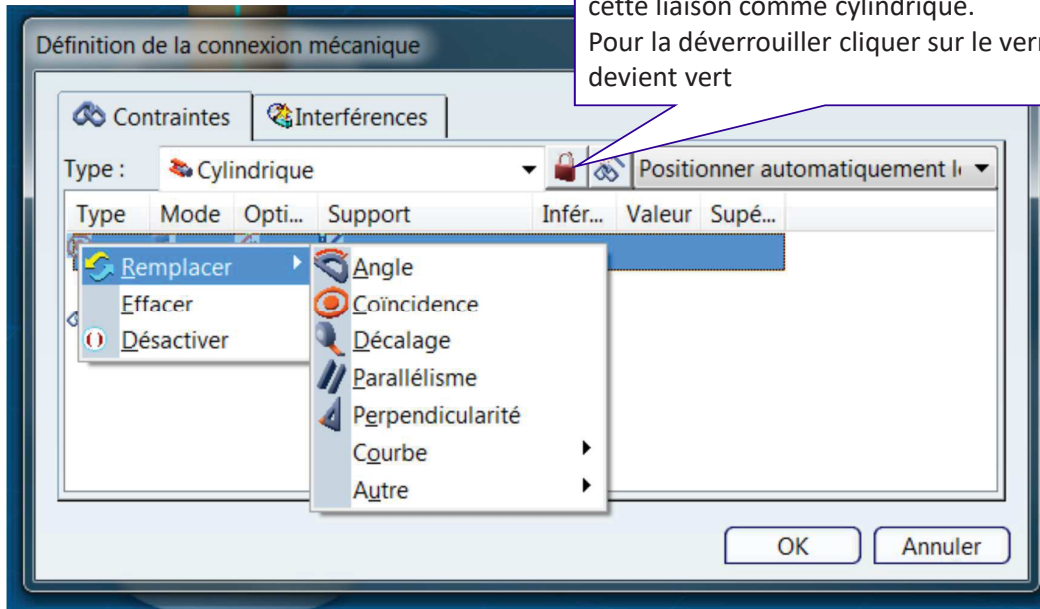 cette liaison comme cylindrique.
Pour la déverrouiller cliquer sur le
devient vert
Définition de la connexion mécanique
Contraintes
Interférences
Type :
Cylindrique
Positionner automatiquement
Type Mode Opti... Support Infér... Valeur Supé...
Remplacer
Effacer
Désactiver
Angle
Coïncidence
Décalage
Parallélisme
Perpendicularité
Courbe
Autre
OK
Annuler